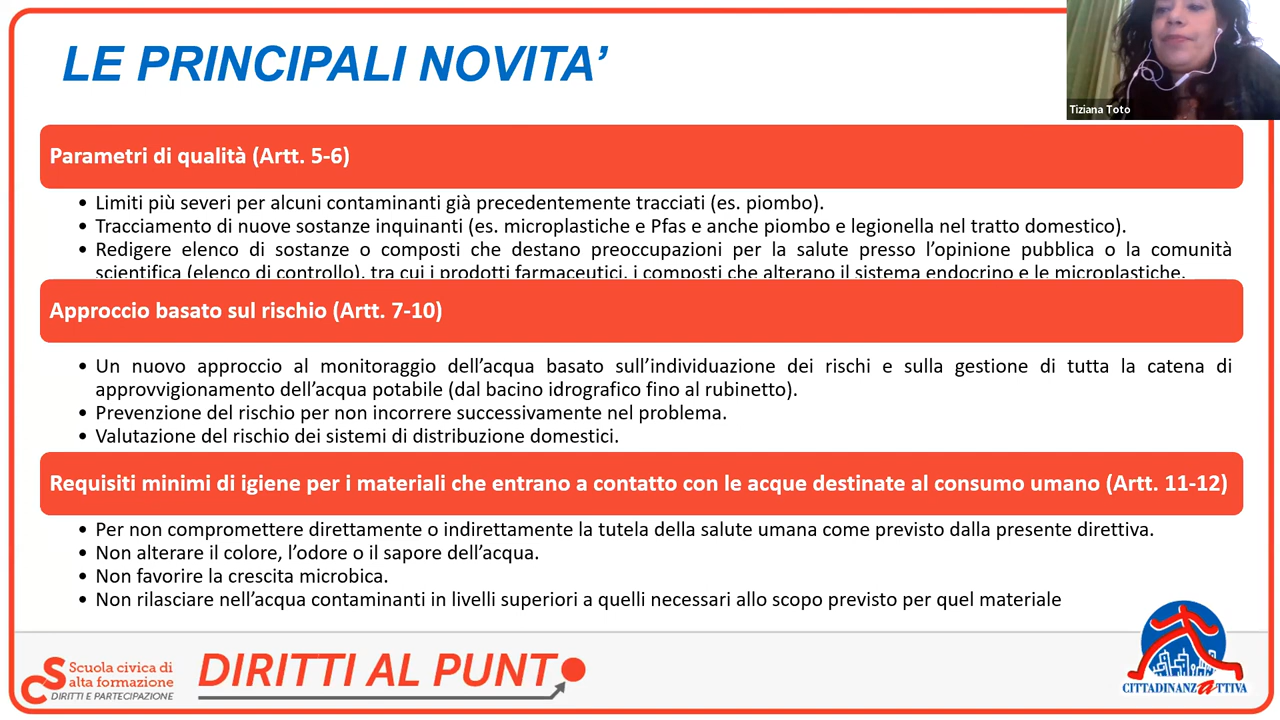 LE PRINCIPALI NOVITA’
Tiziana Toto
Parametri di qualità (Artt. 5-6)
• Limiti più severi per alcuni contaminanti già precedentemente tracciati (es. piombo).
• Tracciamento di nuove sostanze inquinanti (es. microplastiche e Pfas e anche piombo e legionella nel tratto domestico).
• Redigere elenco di sostanze o composti che destano preoccupazioni per la salute presso l’opinione pubblica o la comunità
scientifica (elenco di controllo), tra cui i prodotti farmaceutici, i composti che alterano il sistema endocrino e le microplastiche.
Approccio basato sul rischio (Artt. 7-10)
• Un nuovo approccio al monitoraggio dell’acqua basato sull’individuazione dei rischi e sulla gestione di tutta la catena di
approvvigionamento dell’acqua potabile (dal bacino idrografico fino al rubinetto).
• Prevenzione del rischio per non incorrere successivamente nel problema.
• Valutazione del rischio dei sistemi di distribuzione domestici.
Requisiti minimi di igiene per i materiali che entrano a contatto con le acque destinate al consumo umano (Artt. 11-12)
• Per non compromettere direttamente o indirettamente la tutela della salute umana come previsto dalla presente direttiva.
• Non alterare il colore, l’odore o il sapore dell’acqua.
• Non favorire la crescita microbica.
• Non rilasciare nell’acqua contaminanti in livelli superiori a quelli necessari allo scopo previsto per quel materiale
CS Scuola civica di
alta formazione
DIRITTI E PARTECIPAZIONE
DIRITTI AL PUNTO
CITTADINANZATTIVA